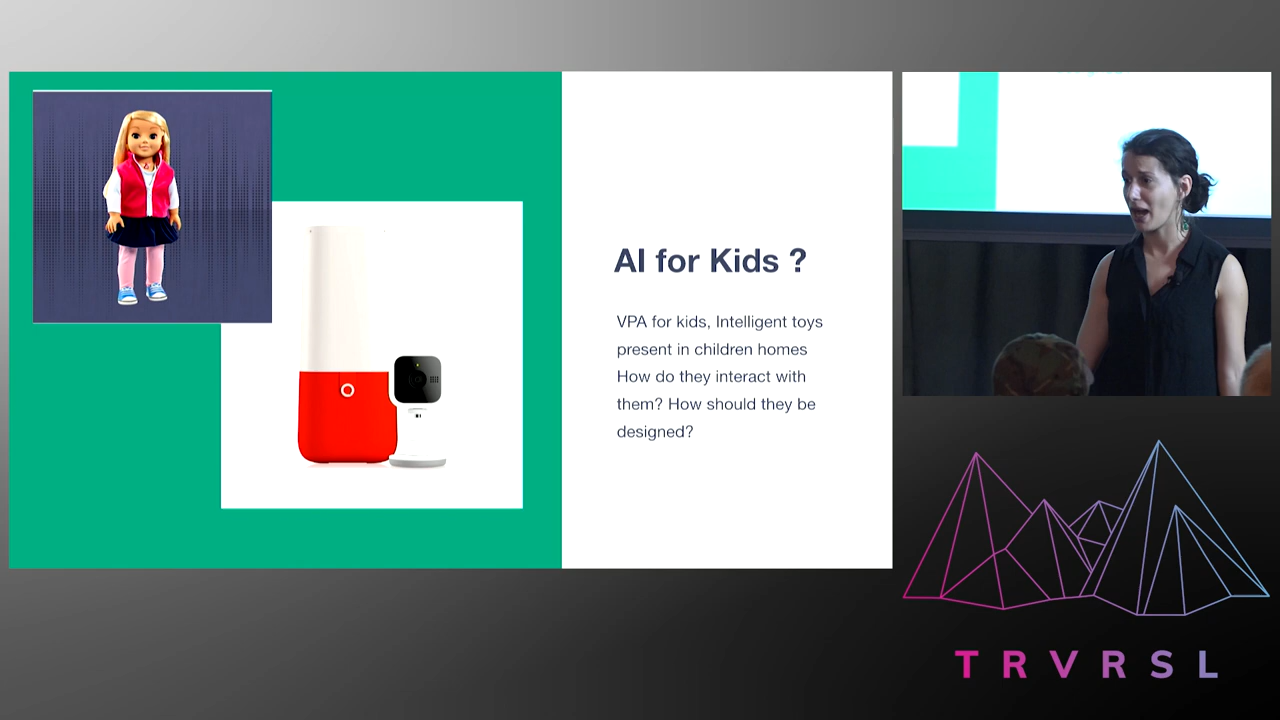 AI for Kids ?
VPA for kids, Intelligent toys
present in children homes
How do they interact with
them? How should they be
designed?
TRVRSL